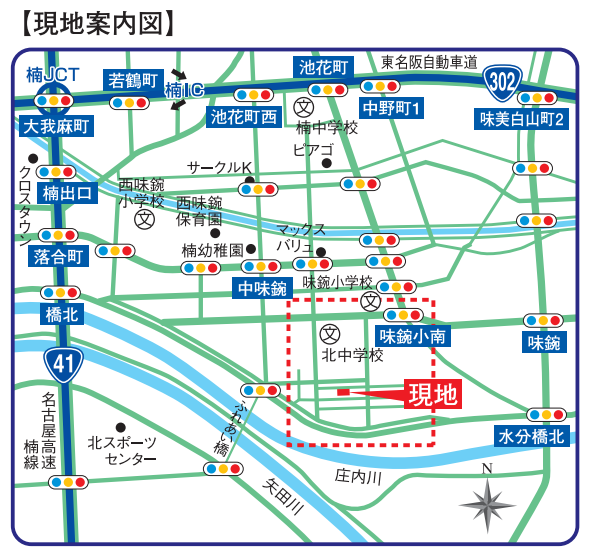 【現地案内図】
楠JCT
若鶴町
楠IC
池花町
東名阪自動車道
302
大我麻町
池花町西
中野町1
味美白山町2
文
楠中学校
ピアゴ
サークルK
クロスタウン
楠出口
西味鋺
小学校
文
西味鋺
保育園
マックス
バリュ
楠幼稚園
落合町
中味鋺
味鋺小学校
文
橋北
味鋺小南
味鋺
文
北中学校
41
現地
名古屋高速
楠線
ふれあい橋
北スポーツ
センター
水分橋北
庄内川
矢田川
N